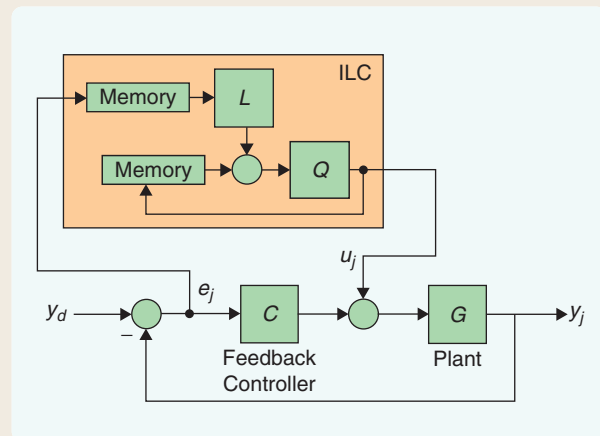 ILC
Memory
L
Memory
Q
u_j
e_j
y_d
C
G
y_j
−
Feedback
Controller
Plant